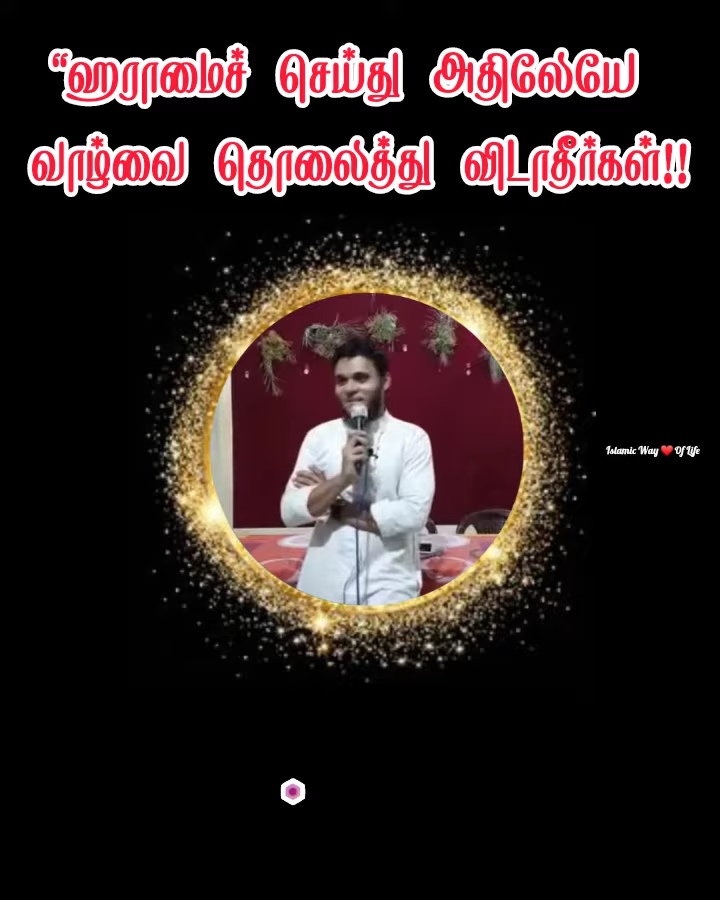 “ஹராமைச் செய்து அதிலேயே
வாழ்வை தொலைத்து விடாதீர்கள்!!
Islamic Way ❤️ Of Life